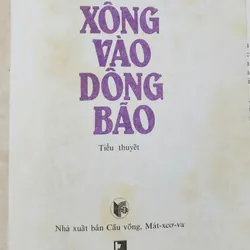 XÔNG
VÀO
DÔNG
BÃO
Tiểu thuyết
Nhà xuất bản Cầu vồng, Mát-xcơ-va